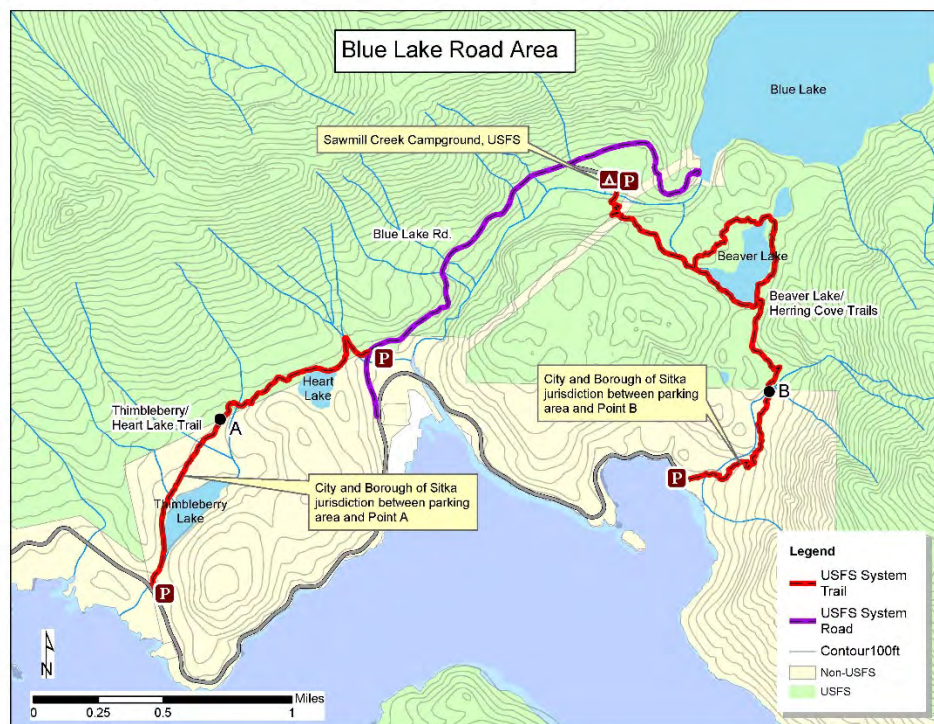 Blue Lake Road Area
Blue Lake
Sawmill Creek Campground, USFS
P
Blue Lake Rd.
Beaver Lake
Beaver Lake/
Herring Cove Trails
P
Heart
Lake
City and Borough of Sitka
jurisdiction between parking
area and Point B
B
Thimbleberry/
Heart Lake Trail
A
P
City and Borough of Sitka
jurisdiction between parking
area and Point A
Thimbleberry
Lake
P
Legend
USFS System
Trail
USFS System
Road
Contour100ft
Non-USFS
USFS
N
Miles
0 0.25 0.5 1